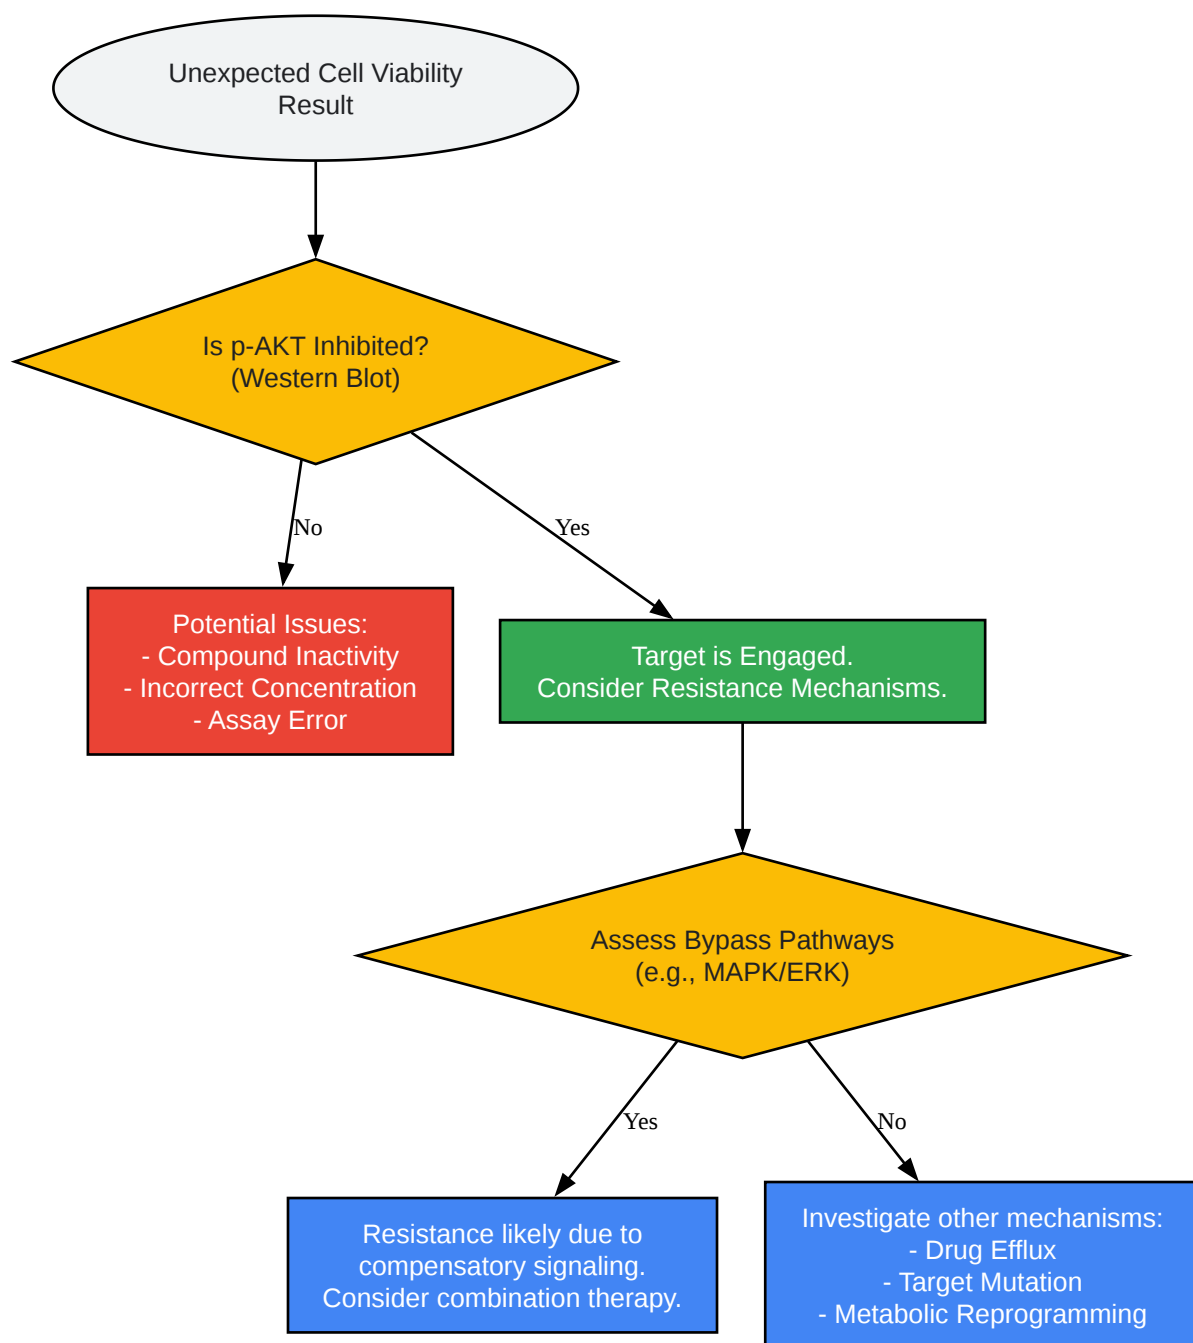 Unexpected Cell Viability
Result
Is p-AKT Inhibited?
(Western Blot)
No
Yes
Potential Issues:
- Compound Inactivity
- Incorrect Concentration
- Assay Error
Target is Engaged.
Consider Resistance Mechanisms.
Assess Bypass Pathways
(e.g., MAPK/ERK)
Yes
No
Resistance likely due to
compensatory signaling.
Consider combination therapy.
Investigate other mechanisms:
- Drug Efflux
- Target Mutation
- Metabolic Reprogramming